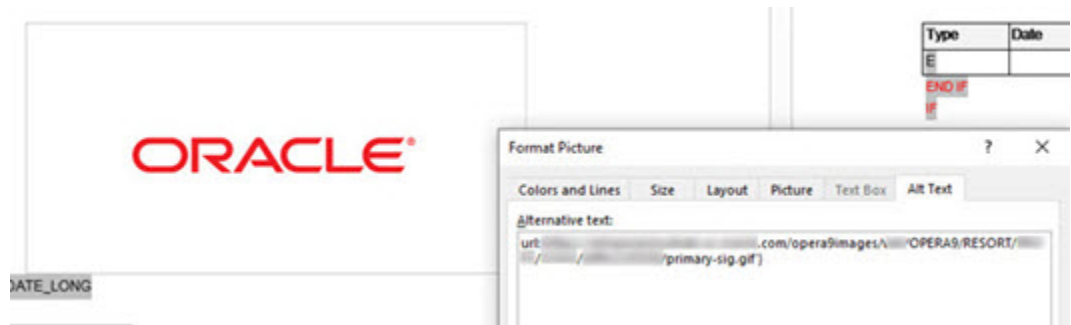 ORACLE®
DATE_LONG
Type Date
E
END IF
IF
Format Picture ? ×
Colors and Lines Size Layout Picture Text Box Alt Text
Alternative text:
url: .com/opera9images/ /OPERA9/RESORT/
/ / /primary-sig.gif'}